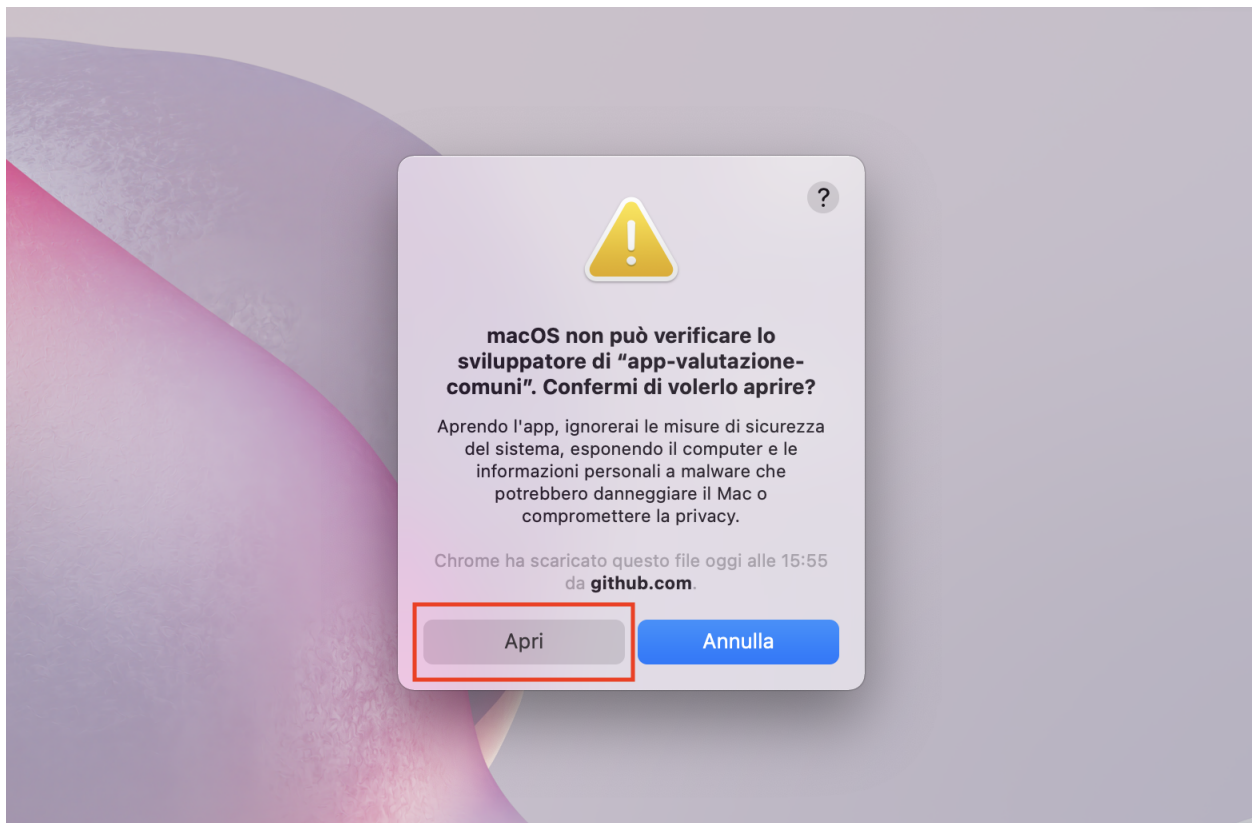 ?
macOS non può verificare lo
sviluppatore di “app-valutazione-
comuni”. Confermi di volerlo aprire?
Aprendo l'app, ignorerai le misure di sicurezza
del sistema, esponendo il computer e le
informazioni personali a malware che
potrebbero danneggiare il Mac o
compromettere la privacy.
Chrome ha scaricato questo file oggi alle 15:55
da github.com.
Apri
Annulla